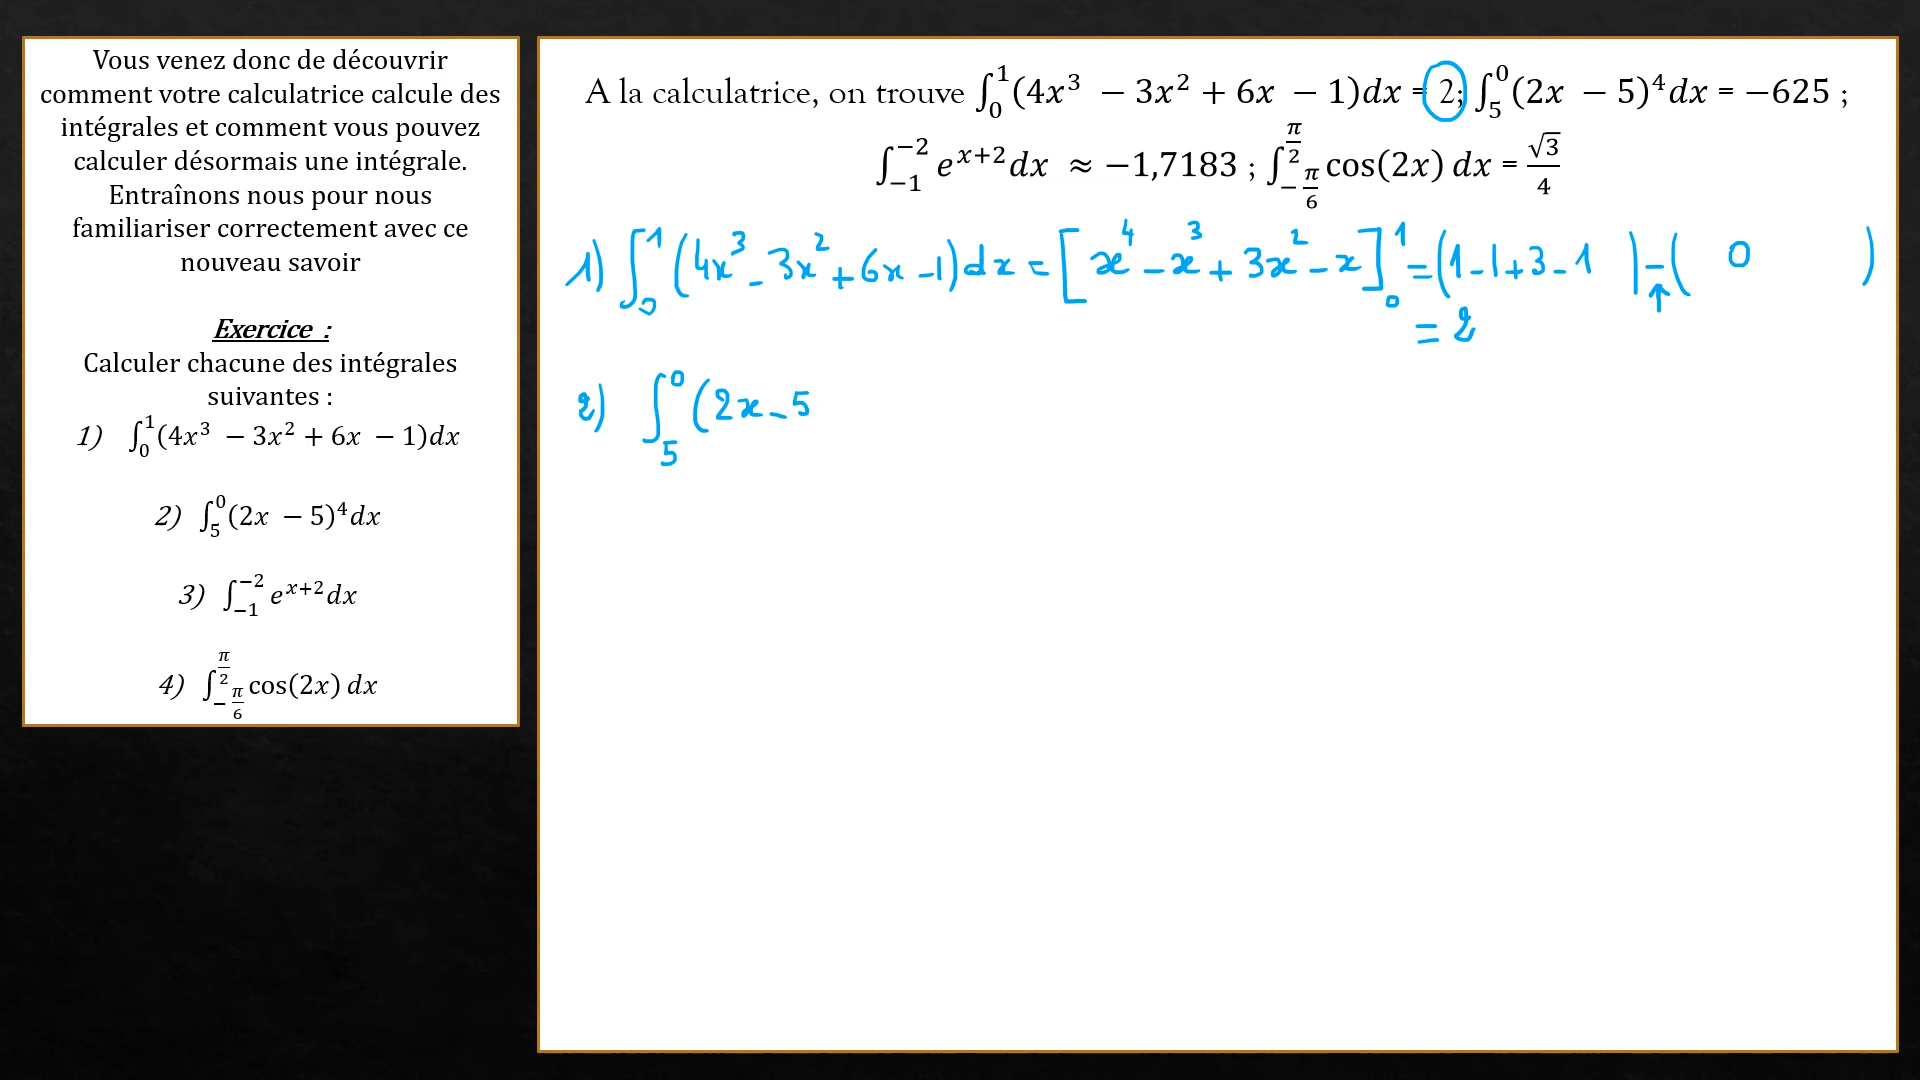 Vous venez donc de découvrir
comment votre calculatrice calcule des
intégrales et comment vous pouvez
calculer désormais une intégrale.
Entraînons nous pour nous
familiariser correctement avec ce
nouveau savoir
Exercice :
Calculer chacune des intégrales
suivantes :
1) ∫₀¹(4x³ − 3x² + 6x − 1)dx
2) ∫₅⁰(2x − 5)⁴dx
3) ∫₋₁⁻² e^{x+2}dx
4) ∫_{−π/6}^{π/2} cos(2x) dx
A la calculatrice, on trouve ∫₀¹(4x³ − 3x² + 6x − 1)dx = 2; ∫₅⁰(2x − 5)⁴dx = −625 ;
∫₋₁⁻² e^{x+2}dx ≈ −1,7183 ; ∫_{−π/6}^{π/2} cos(2x) dx = √3/4
1) ∫₀¹ (4x³ - 3x² + 6x - 1)dx = [x⁴ - x³ + 3x² - x]₀¹ = (1 - 1 + 3 - 1) - ( 0 )
↑
= 2
2) ∫₅⁰ (2x - 5